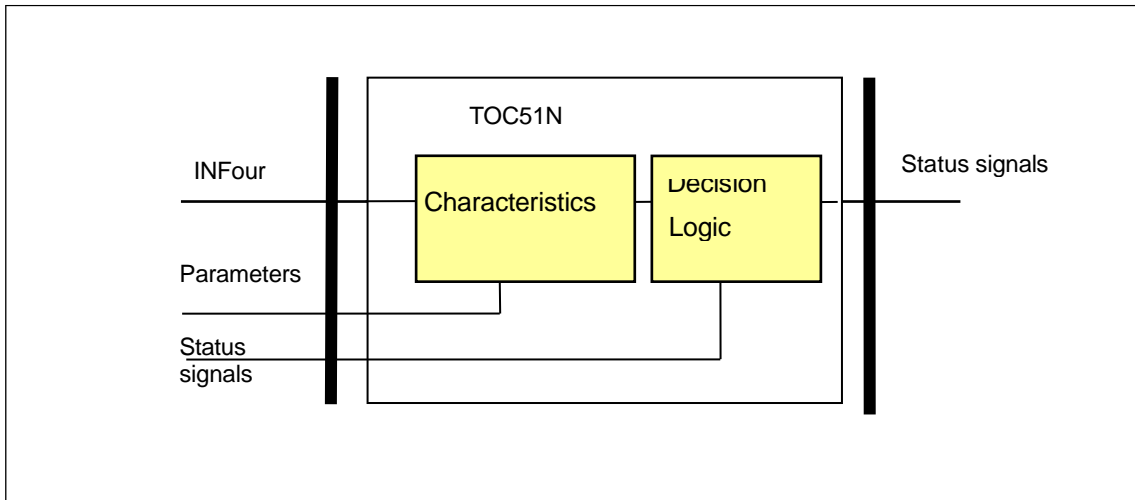 TOC51N
INFour
Status signals
Characteristics
Decision
Logic
Parameters
Status
signals